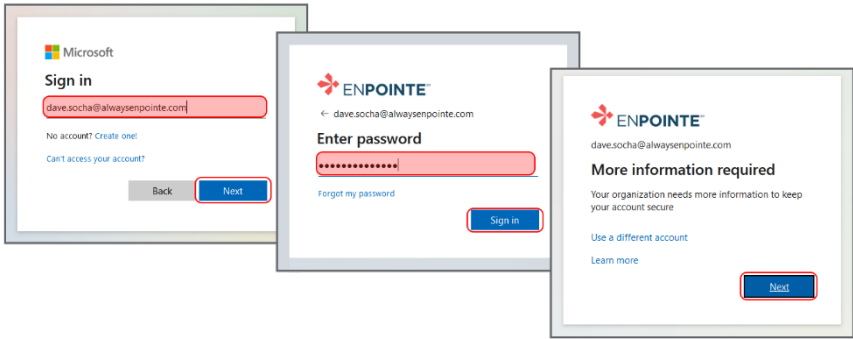 Microsoft
Sign in
dave.socha@alwaysenpointe.com
No account? Create one!
Can't access your account?
Back
Next
ENPOINTE™
← dave.socha@alwaysenpointe.com
Enter password
••••••••••••••
Forgot my password
Sign in
ENPOINTE™
dave.socha@alwaysenpointe.com
More information required
Your organization needs more information to keep
your account secure
Use a different account
Learn more
Next